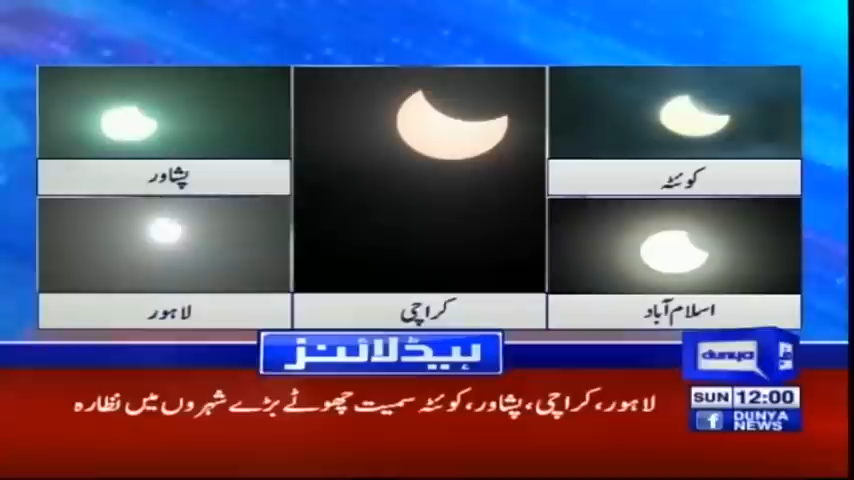 پشاور
کوئٹہ
لاہور
کراچی
اسلام آباد
ہیڈلائنز
dunya
لاہور، کراچی، پشاور، کوئٹہ سمیت چھوٹے بڑے شہروں میں نظارہ
SUN 12:00
f DUNYA NEWS